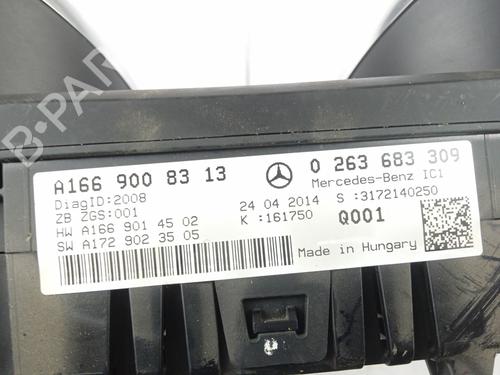 B-PARTS
A166 900 83 13
DiagID:2008
ZB ZGS:001
HW A166 901 45 02
SW A172 902 35 05
24 04 2014
K :161750
0 263 683 309
Mercedes-Benz IC1
S :3172140250
Q001
Made in Hungary